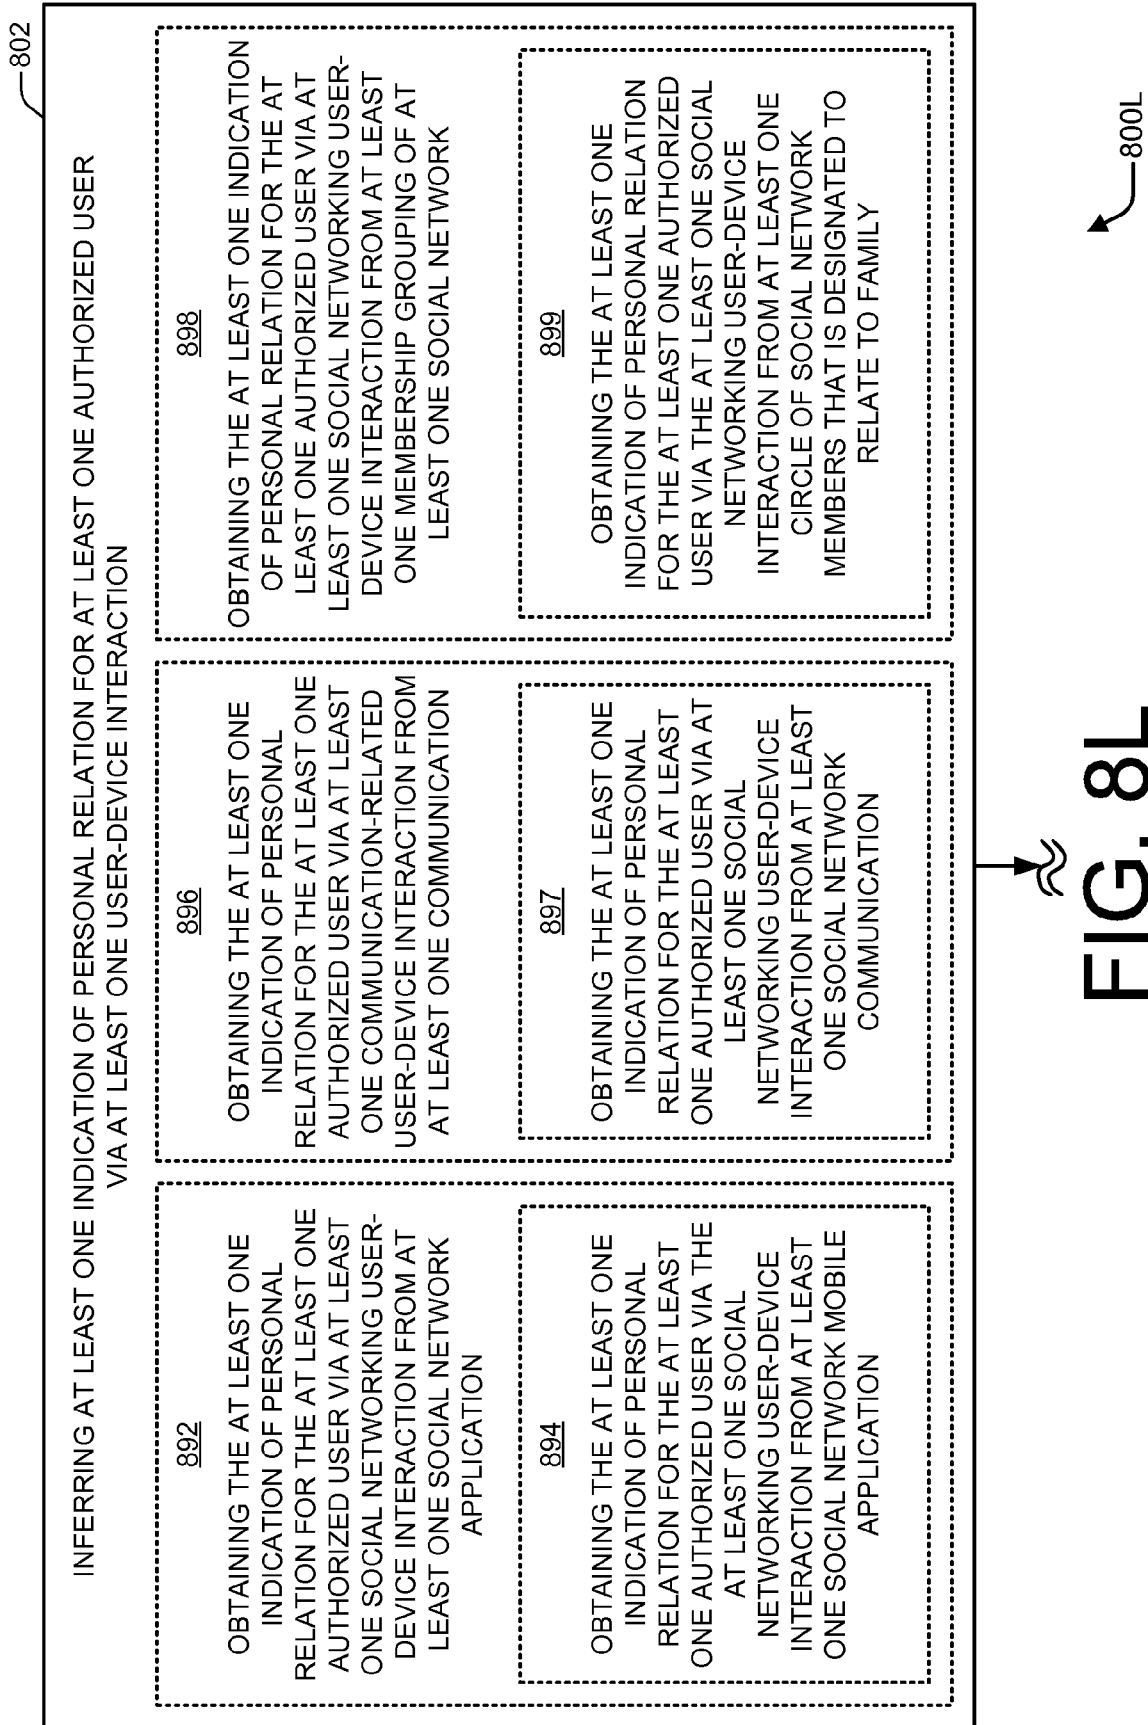 802
INFERRING AT LEAST ONE INDICATION OF PERSONAL RELATION FOR AT LEAST ONE AUTHORIZED USER
VIA AT LEAST ONE USER-DEVICE INTERACTION
892
OBTAINING THE AT LEAST ONE
INDICATION OF PERSONAL
RELATION FOR THE AT LEAST ONE
AUTHORIZED USER VIA AT LEAST
ONE SOCIAL NETWORKING USER-
DEVICE INTERACTION FROM AT
LEAST ONE SOCIAL NETWORK
APPLICATION
894
OBTAINING THE AT LEAST ONE
INDICATION OF PERSONAL
RELATION FOR THE AT LEAST
ONE AUTHORIZED USER VIA THE
AT LEAST ONE SOCIAL
NETWORKING USER-DEVICE
INTERACTION FROM AT LEAST
ONE SOCIAL NETWORK MOBILE
APPLICATION
896
OBTAINING THE AT LEAST ONE
INDICATION OF PERSONAL
RELATION FOR THE AT LEAST ONE
AUTHORIZED USER VIA AT LEAST
ONE COMMUNICATION-RELATED
USER-DEVICE INTERACTION FROM
AT LEAST ONE COMMUNICATION
897
OBTAINING THE AT LEAST ONE
INDICATION OF PERSONAL
RELATION FOR THE AT LEAST
ONE AUTHORIZED USER VIA AT
LEAST ONE SOCIAL
NETWORKING USER-DEVICE
INTERACTION FROM AT LEAST
ONE SOCIAL NETWORK
COMMUNICATION
898
OBTAINING THE AT LEAST ONE INDICATION
OF PERSONAL RELATION FOR THE AT
LEAST ONE AUTHORIZED USER VIA AT
LEAST ONE SOCIAL NETWORKING USER-
DEVICE INTERACTION FROM AT LEAST
ONE MEMBERSHIP GROUPING OF AT
LEAST ONE SOCIAL NETWORK
899
OBTAINING THE AT LEAST ONE
INDICATION OF PERSONAL RELATION
FOR THE AT LEAST ONE AUTHORIZED
USER VIA THE AT LEAST ONE SOCIAL
NETWORKING USER-DEVICE
INTERACTION FROM AT LEAST ONE
CIRCLE OF SOCIAL NETWORK
MEMBERS THAT IS DESIGNATED TO
RELATE TO FAMILY
800L
FIG. 8L